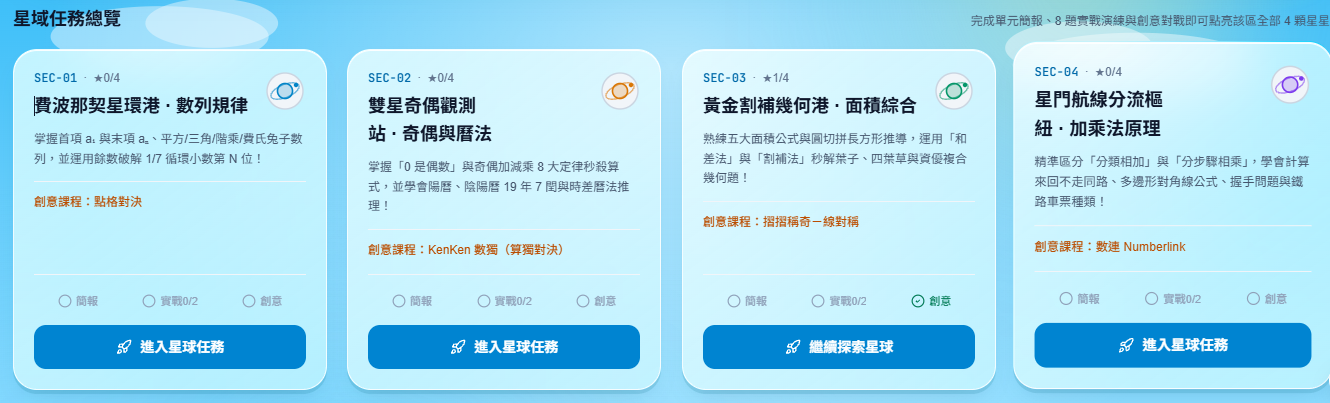 星域任務總覽
完成單元簡報、8 題實戰演練與創意對戰即可點亮該區全部 4 顆星星
SEC-01 · ★0/4
費波那契星環港 · 數列規律
掌握首項 a₁ 與末項 aₙ、平方/三角/階乘/費氏兔子數
列，並運用餘數破解 1/7 循環小數第 N 位！
創意課程：點格對決
簡報 實戰0/2 創意
進入星球任務
SEC-02 · ★0/4
雙星奇偶觀測
站 · 奇偶與曆法
掌握「0 是偶數」與奇偶加減乘 8 大定律秒殺算
式，並學會陽曆、陰陽曆 19 年 7 閏與時差曆法推
理！
創意課程：KenKen 數獨（算獨對決）
簡報 實戰0/2 創意
進入星球任務
SEC-03 · ★1/4
黃金割補幾何港 · 面積綜合
熟練五大面積公式與圓切拼長方形推導，運用「和
差法」與「割補法」秒解葉子、四葉草與資優複合
幾何題！
創意課程：摺摺稱奇－線對稱
簡報 實戰0/2 創意
繼續探索星球
SEC-04 · ★0/4
星門航線分流樞
紐 · 加乘法原理
精準區分「分類相加」與「分步驟相乘」，學會計算
來回不走同路、多邊形對角線公式、握手問題與鐵
路車票種類！
創意課程：數連 Numberlink
簡報 實戰0/2 創意
進入星球任務